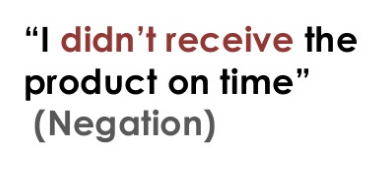 “I didn’t receive the
product on time”
(Negation)